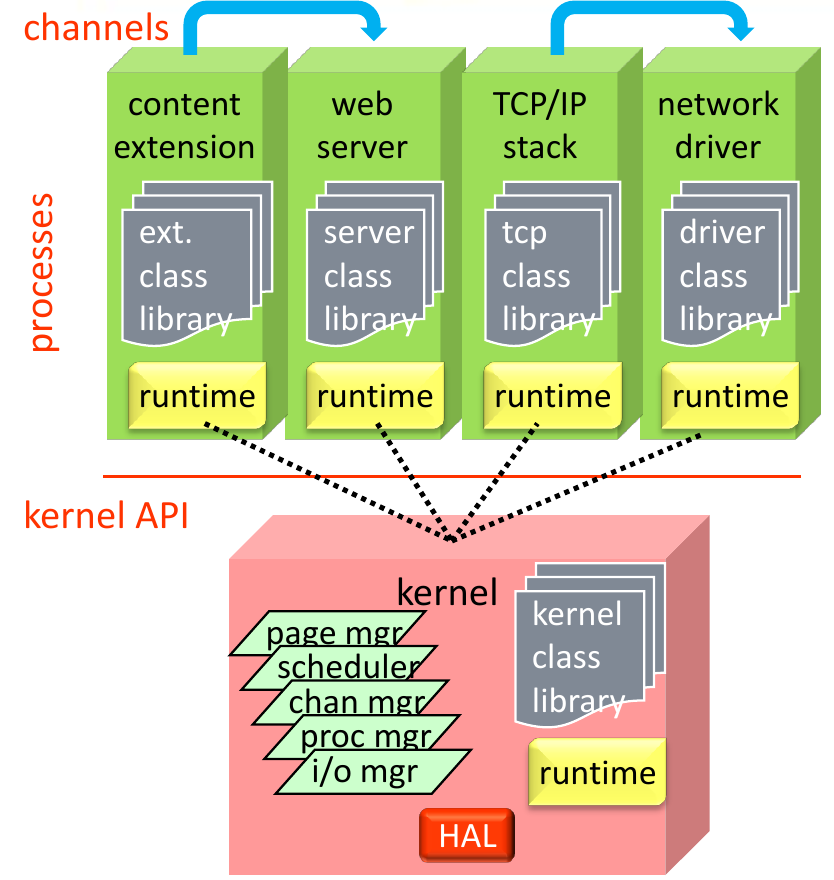 channels
content
extension
web
server
TCP/IP
stack
network
driver
processes
ext.
class
library
server
class
library
tcp
class
library
driver
class
library
runtime
runtime
runtime
runtime
kernel API
kernel
page mgr
scheduler
chan mgr
proc mgr
i/o mgr
kernel
class
library
runtime
HAL